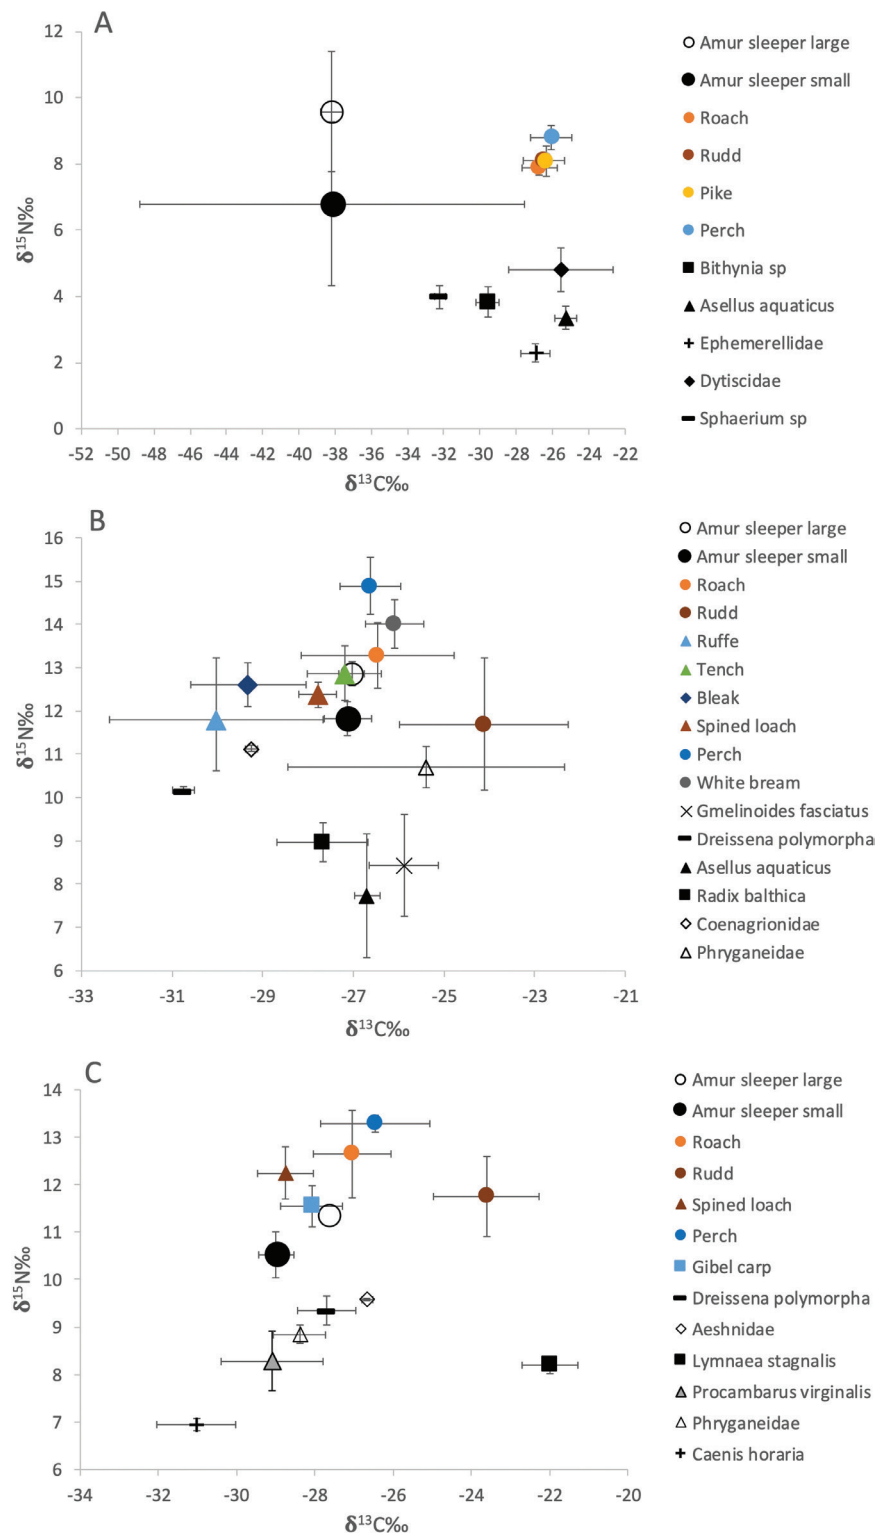 A
12
10
8
6
4
2
0
-52 -50 -48 -46 -44 -42 -40 -38 -36 -34 -32 -30 -28 -26 -24 -22
δ15N‰
δ13C‰
Amur sleeper large
Amur sleeper small
Roach
Rudd
Pike
Perch
Bithynia sp
Asellus aquaticus
Ephemerellidae
Dytiscidae
Sphaerium sp
B
16
15
14
13
12
11
10
9
8
7
6
-33 -31 -29 -27 -25 -23 -21
δ15N‰
δ13C‰
Amur sleeper large
Amur sleeper small
Roach
Rudd
Ruffe
Tench
Bleak
Spined loach
Perch
White bream
Gmelinoides fasciatus
Dreissena polymorpha
Asellus aquaticus
Radix balthica
Coenagrionidae
Phryganeidae
C
14
13
12
11
10
9
8
7
6
-34 -32 -30 -28 -26 -24 -22 -20
δ15N‰
δ13C‰
Amur sleeper large
Amur sleeper small
Roach
Rudd
Spined loach
Perch
Gibel carp
Dreissena polymorpha
Aeshnidae
Lymnaea stagnalis
Procambarus virginalis
Phryganeidae
Caenis horaria